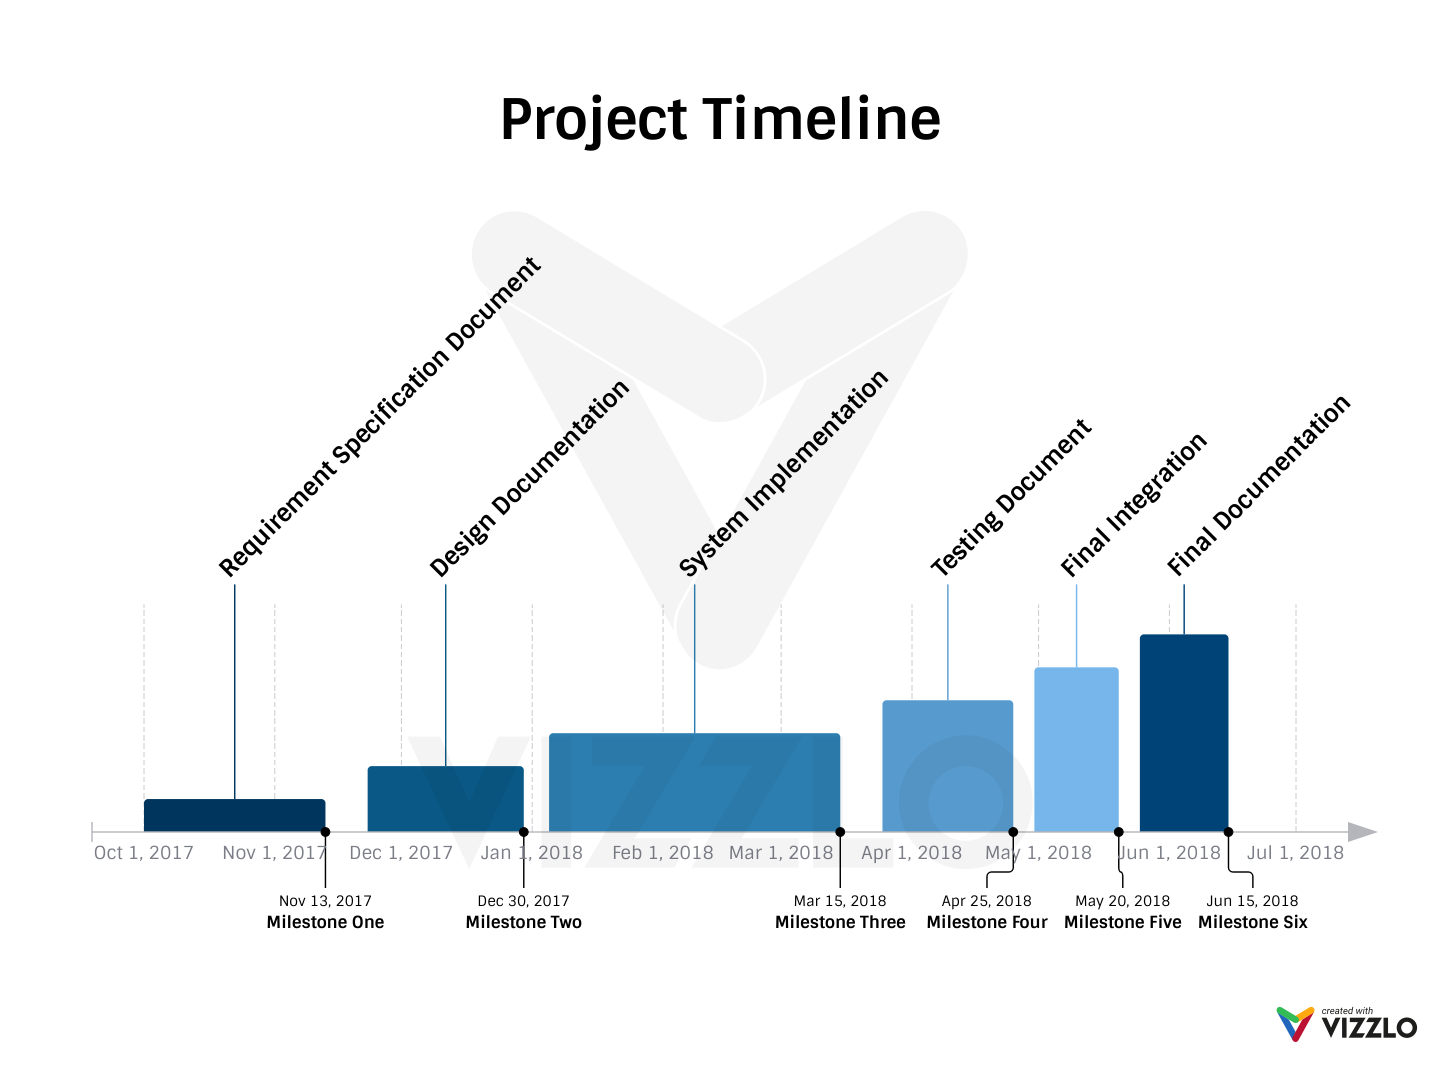 Project Timeline
Requirement Specification Document
Design Documentation
System Implementation
Testing Document
Final Integration
Final Documentation
VIZZLO
Oct 1, 2017
Nov 1, 2017
Dec 1, 2017
Jan 1, 2018
Feb 1, 2018
Mar 1, 2018
Apr 1, 2018
May 1, 2018
Jun 1, 2018
Jul 1, 2018
Nov 13, 2017
Milestone One
Dec 30, 2017
Milestone Two
Mar 15, 2018
Milestone Three
Apr 25, 2018
Milestone Four
May 20, 2018
Milestone Five
Jun 15, 2018
Milestone Six
created with
VIZZLO